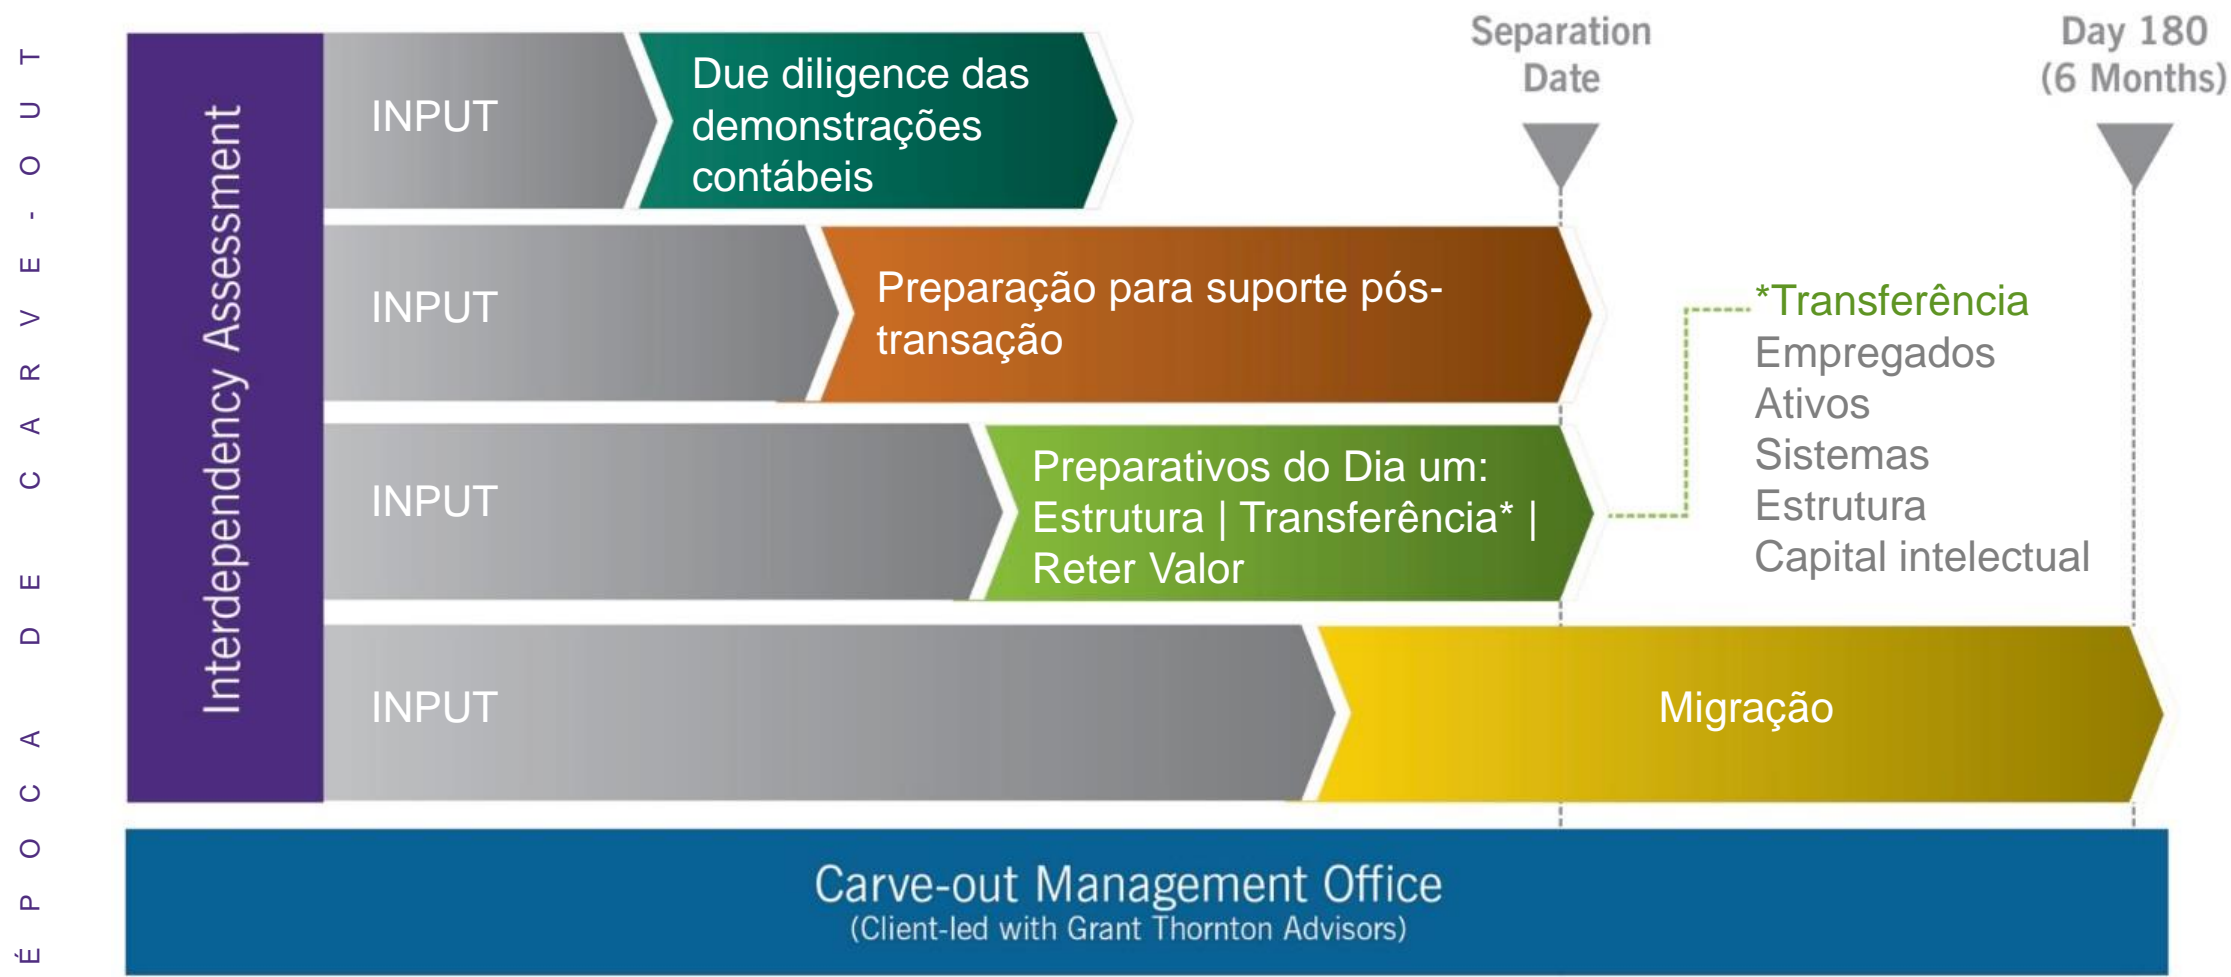 ÉPOCA DE CARVE-OUT
Interdependency Assessment
Separation
Date
Day 180
(6 Months)
INPUT
Due diligence das
demonstrações
contábeis
INPUT
Preparação para suporte pós-
transação
INPUT
Preparativos do Dia um:
Estrutura | Transferência* |
Reter Valor
*Transferência
Empregados
Ativos
Sistemas
Estrutura
Capital intelectual
INPUT
Migração
Carve-out Management Office
(Client-led with Grant Thornton Advisors)